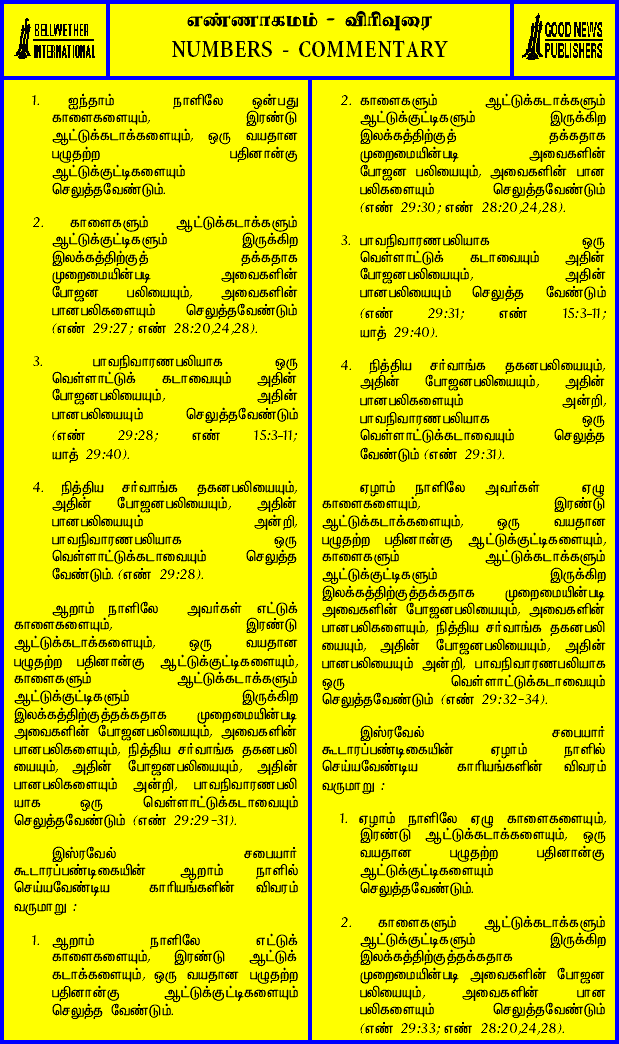 BELLWETHER
INTERNATIONAL
எண்ணாகமம் - விரிவுரை
NUMBERS - COMMENTARY
GOOD NEWS
PUBLISHERS
1. ஐந்தாம் நாளிலே ஒன்பது
காளைகளையும், இரண்டு
ஆட்டுக்கடாக்களையும், ஒரு வயதான
பழுதற்ற பதினான்கு
ஆட்டுக்குட்டிகளையும்
செலுத்தவேண்டும்.
2. காளைகளும் ஆட்டுக்கடாக்களும்
ஆட்டுக்குட்டிகளும் இருக்கிற
இலக்கத்திற்குத் தக்கதாக
முறைமையின்படி அவைகளின்
போஜன பலியையும், அவைகளின்
பானபலிகளையும் செலுத்தவேண்டும்
(எண் 29:27; எண் 28:20,24,28).
3. பாவநிவாரணபலியாக ஒரு
வெள்ளாட்டுக் கடாவையும் அதின்
போஜனபலியையும், அதின்
பானபலியையும் செலுத்தவேண்டும்
(எண் 29:28; எண் 15:3-11;
யாத் 29:40).
4. நித்திய சர்வாங்க தகனபலியையும்,
அதின் போஜனபலியையும், அதின்
பானபலியையும் அன்றி,
பாவநிவாரணபலியாக ஒரு
வெள்ளாட்டுக்கடாவையும் செலுத்த
வேண்டும். (எண் 29:28).
ஆறாம் நாளிலே அவர்கள் எட்டுக்
காளைகளையும், இரண்டு
ஆட்டுக்கடாக்களையும், ஒரு வயதான
பழுதற்ற பதினான்கு ஆட்டுக்குட்டிகளையும்,
காளைகளும் ஆட்டுக்கடாக்களும்
ஆட்டுக்குட்டிகளும் இருக்கிற
இலக்கத்திற்குத்தக்கதாக முறைமையின்படி
அவைகளின் போஜனபலியையும், அவைகளின்
பானபலிகளையும், நித்திய சர்வாங்க தகனபலி
யையும், அதின் போஜனபலியையும், அதின்
பானபலிகளையும் அன்றி, பாவநிவாரணபலி
யாக ஒரு வெள்ளாட்டுக்கடாவையும்
செலுத்தவேண்டும் (எண் 29:29-31).
இஸ்ரவேல் சபையார்
கூடாரப்பண்டிகையின் ஆறாம் நாளில்
செய்யவேண்டிய காரியங்களின் விவரம்
வருமாறு :
1. ஆறாம் நாளிலே எட்டுக்
காளைகளையும், இரண்டு ஆட்டுக்
கடாக்களையும், ஒரு வயதான பழுதற்ற
பதினான்கு ஆட்டுக்குட்டிகளையும்
செலுத்த வேண்டும்.
2. காளைகளும் ஆட்டுக்கடாக்களும்
ஆட்டுக்குட்டிகளும் இருக்கிற
இலக்கத்திற்குத் தக்கதாக
முறைமையின்படி அவைகளின்
போஜன பலியையும், அவைகளின் பான
பலிகளையும் செலுத்தவேண்டும்
(எண் 29:30; எண் 28:20,24,28).
3. பாவநிவாரணபலியாக ஒரு
வெள்ளாட்டுக் கடாவையும் அதின்
போஜனபலியையும், அதின்
பானபலியையும் செலுத்த வேண்டும்
(எண் 29:31; எண் 15:3-11;
யாத் 29:40).
4. நித்திய சர்வாங்க தகனபலியையும்,
அதின் போஜனபலியையும், அதின்
பானபலிகளையும் அன்றி,
பாவநிவாரணபலியாக ஒரு
வெள்ளாட்டுக்கடாவையும் செலுத்த
வேண்டும் (எண் 29:31).
ஏழாம் நாளிலே அவர்கள் ஏழு
காளைகளையும், இரண்டு
ஆட்டுக்கடாக்களையும், ஒரு வயதான
பழுதற்ற பதினான்கு ஆட்டுக்குட்டிகளையும்,
காளைகளும் ஆட்டுக்கடாக்களும்
ஆட்டுக்குட்டிகளும் இருக்கிற
இலக்கத்திற்குத்தக்கதாக முறைமையின்படி
அவைகளின் போஜனபலியையும், அவைகளின்
பானபலிகளையும், நித்திய சர்வாங்க தகனபலி
யையும், அதின் போஜனபலியையும், அதின்
பானபலியையும் அன்றி, பாவநிவாரணபலியாக
ஒரு வெள்ளாட்டுக்கடாவையும்
செலுத்தவேண்டும் (எண் 29:32-34).
இஸ்ரவேல் சபையார்
கூடாரப்பண்டிகையின் ஏழாம் நாளில்
செய்யவேண்டிய காரியங்களின் விவரம்
வருமாறு :
1. ஏழாம் நாளிலே ஏழு காளைகளையும்,
இரண்டு ஆட்டுக்கடாக்களையும், ஒரு
வயதான பழுதற்ற பதினான்கு
ஆட்டுக்குட்டிகளையும்
செலுத்தவேண்டும்.
2. காளைகளும் ஆட்டுக்கடாக்களும்
ஆட்டுக்குட்டிகளும் இருக்கிற
இலக்கத்திற்குத்தக்கதாக
முறைமையின்படி அவைகளின் போஜன
பலியையும், அவைகளின் பான
பலிகளையும் செலுத்தவேண்டும்
(எண் 29:33; எண் 28:20,24,28).